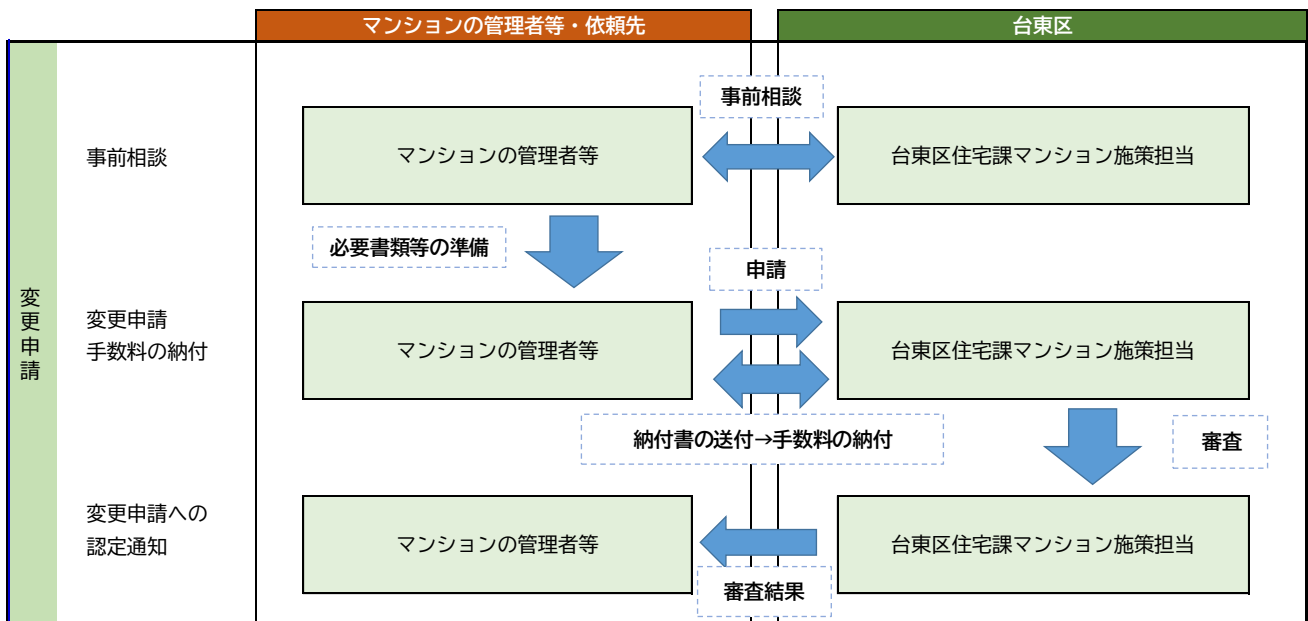 マンションの管理者等・依頼先
台東区
変更申請
事前相談
事前相談
マンションの管理者等
台東区住宅課マンション施策担当
必要書類等の準備
申請
変更申請
手数料の納付
マンションの管理者等
台東区住宅課マンション施策担当
納付書の送付→手数料の納付
審査
変更申請への
認定通知
マンションの管理者等
台東区住宅課マンション施策担当
審査結果